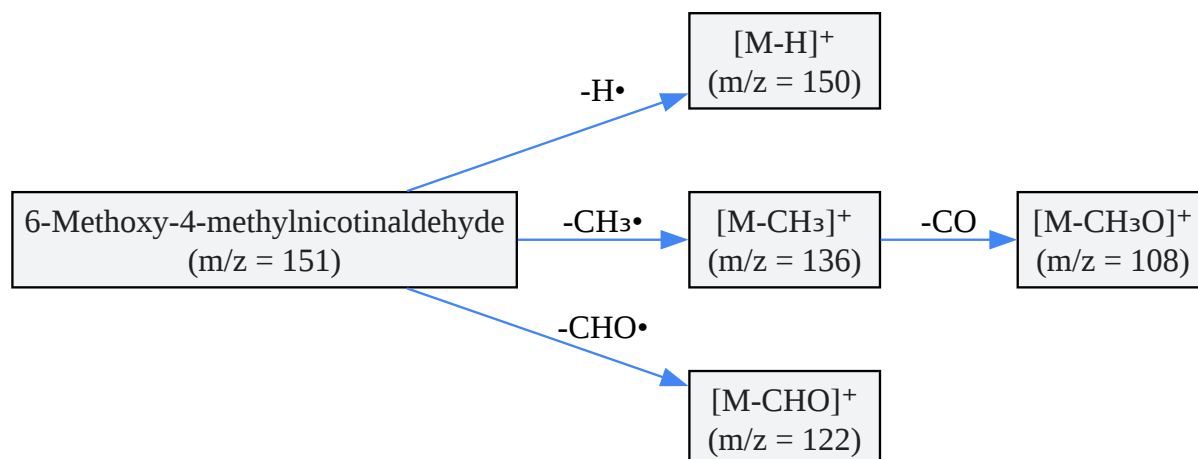 [M-H]⁺
(m/z = 150)
-H•
6-Methoxy-4-methylnicotinaldehyde
(m/z = 151)
-CH₃•
[M-CH₃]⁺
(m/z = 136)
-CO
[M-CH₃O]⁺
(m/z = 108)
-CHO•
[M-CHO]⁺
(m/z = 122)